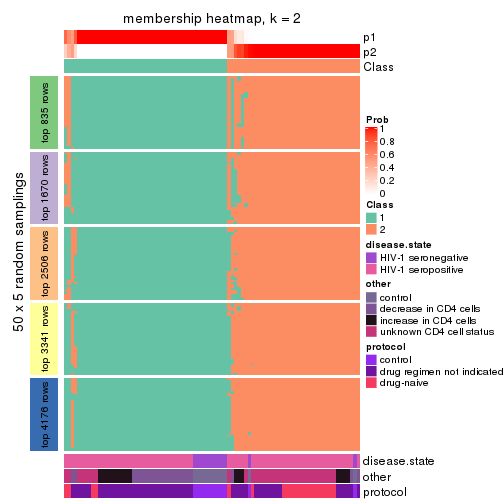 membership heatmap, k = 2
p1
p2
Class
50 x 5 random samplings
top 835 rows
top 1670 rows
top 2506 rows
top 3341 rows
top 4176 rows
disease.state
other
protocol
Prob
1
0.8
0.6
0.4
0.2
0
Class
1
2
disease.state
HIV-1 seronegative
HIV-1 seropositive
other
control
decrease in CD4 cells
increase in CD4 cells
unknown CD4 cell status
protocol
control
drug regimen not indicated
drug-naive